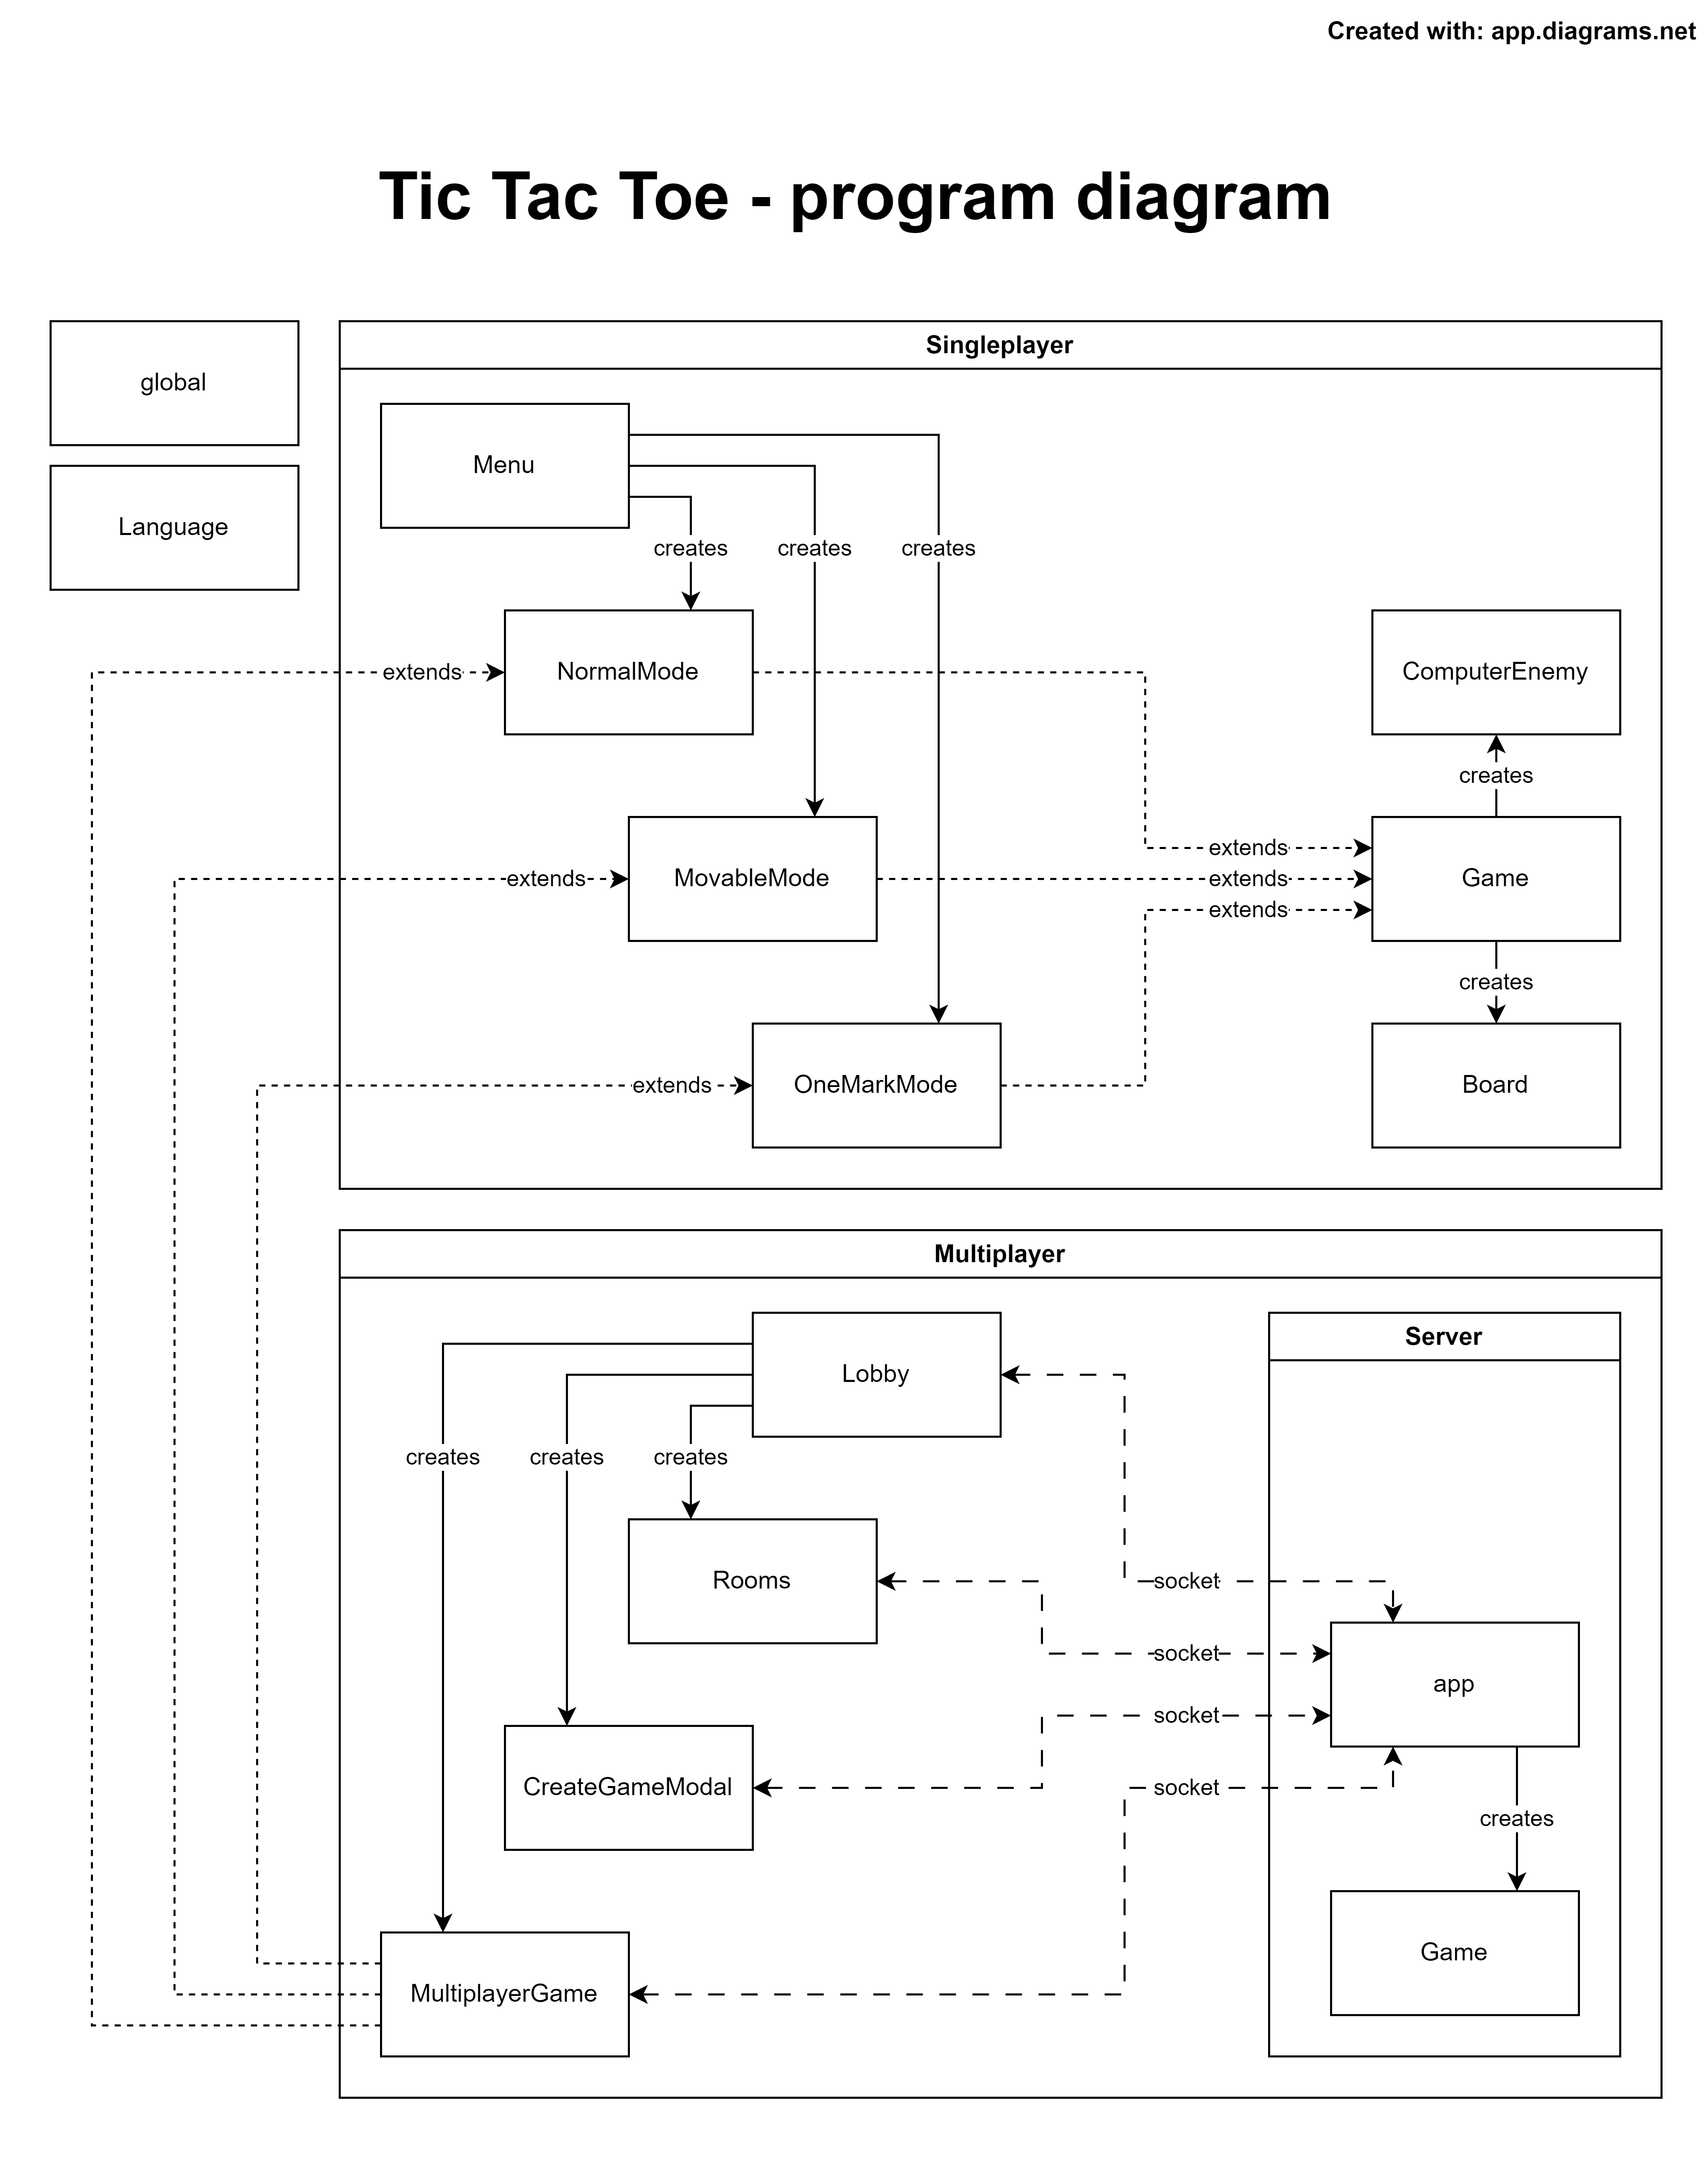 Created with: app.diagrams.net
Tic Tac Toe - program diagram
global
Language
Singleplayer
Menu
creates
creates
creates
extends
NormalMode
ComputerEnemy
creates
extends
extends
MovableMode
extends
extends
Game
creates
extends
OneMarkMode
Board
Multiplayer
Lobby
Server
creates
creates
creates
Rooms
socket
socket
app
socket
CreateGameModal
socket
creates
Game
MultiplayerGame